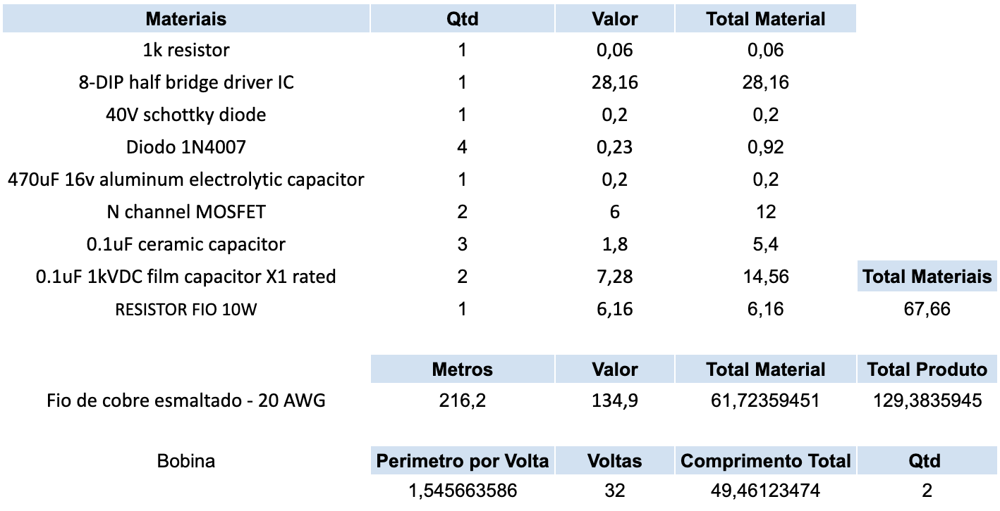 Materiais Qtd Valor Total Material
1k resistor 1 0,06 0,06
8-DIP half bridge driver IC 1 28,16 28,16
40V schottky diode 1 0,2 0,2
Diodo 1N4007 4 0,23 0,92
470uF 16v aluminum electrolytic capacitor 1 0,2 0,2
N channel MOSFET 2 6 12
0.1uF ceramic capacitor 3 1,8 5,4
0.1uF 1kVDC film capacitor X1 rated 2 7,28 14,56 Total Materiais
RESISTOR FIO 10W 1 6,16 6,16 67,66
Metros Valor Total Material Total Produto
Fio de cobre esmaltado - 20 AWG 216,2 134,9 61,72359451 129,3835945
Bobina Perimetro por Volta Voltas Comprimento Total Qtd
1,545663586 32 49,46123474 2